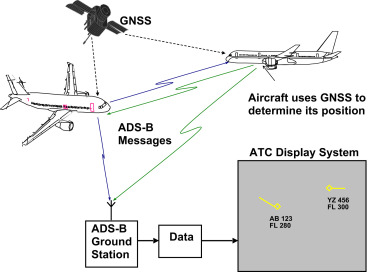 GNSS
Aircraft uses GNSS to
determine its position
ADS-B
Messages
ATC Display System
YZ 456
FL 300
AB 123
FL 280
ADS-B
Ground
Station
Data